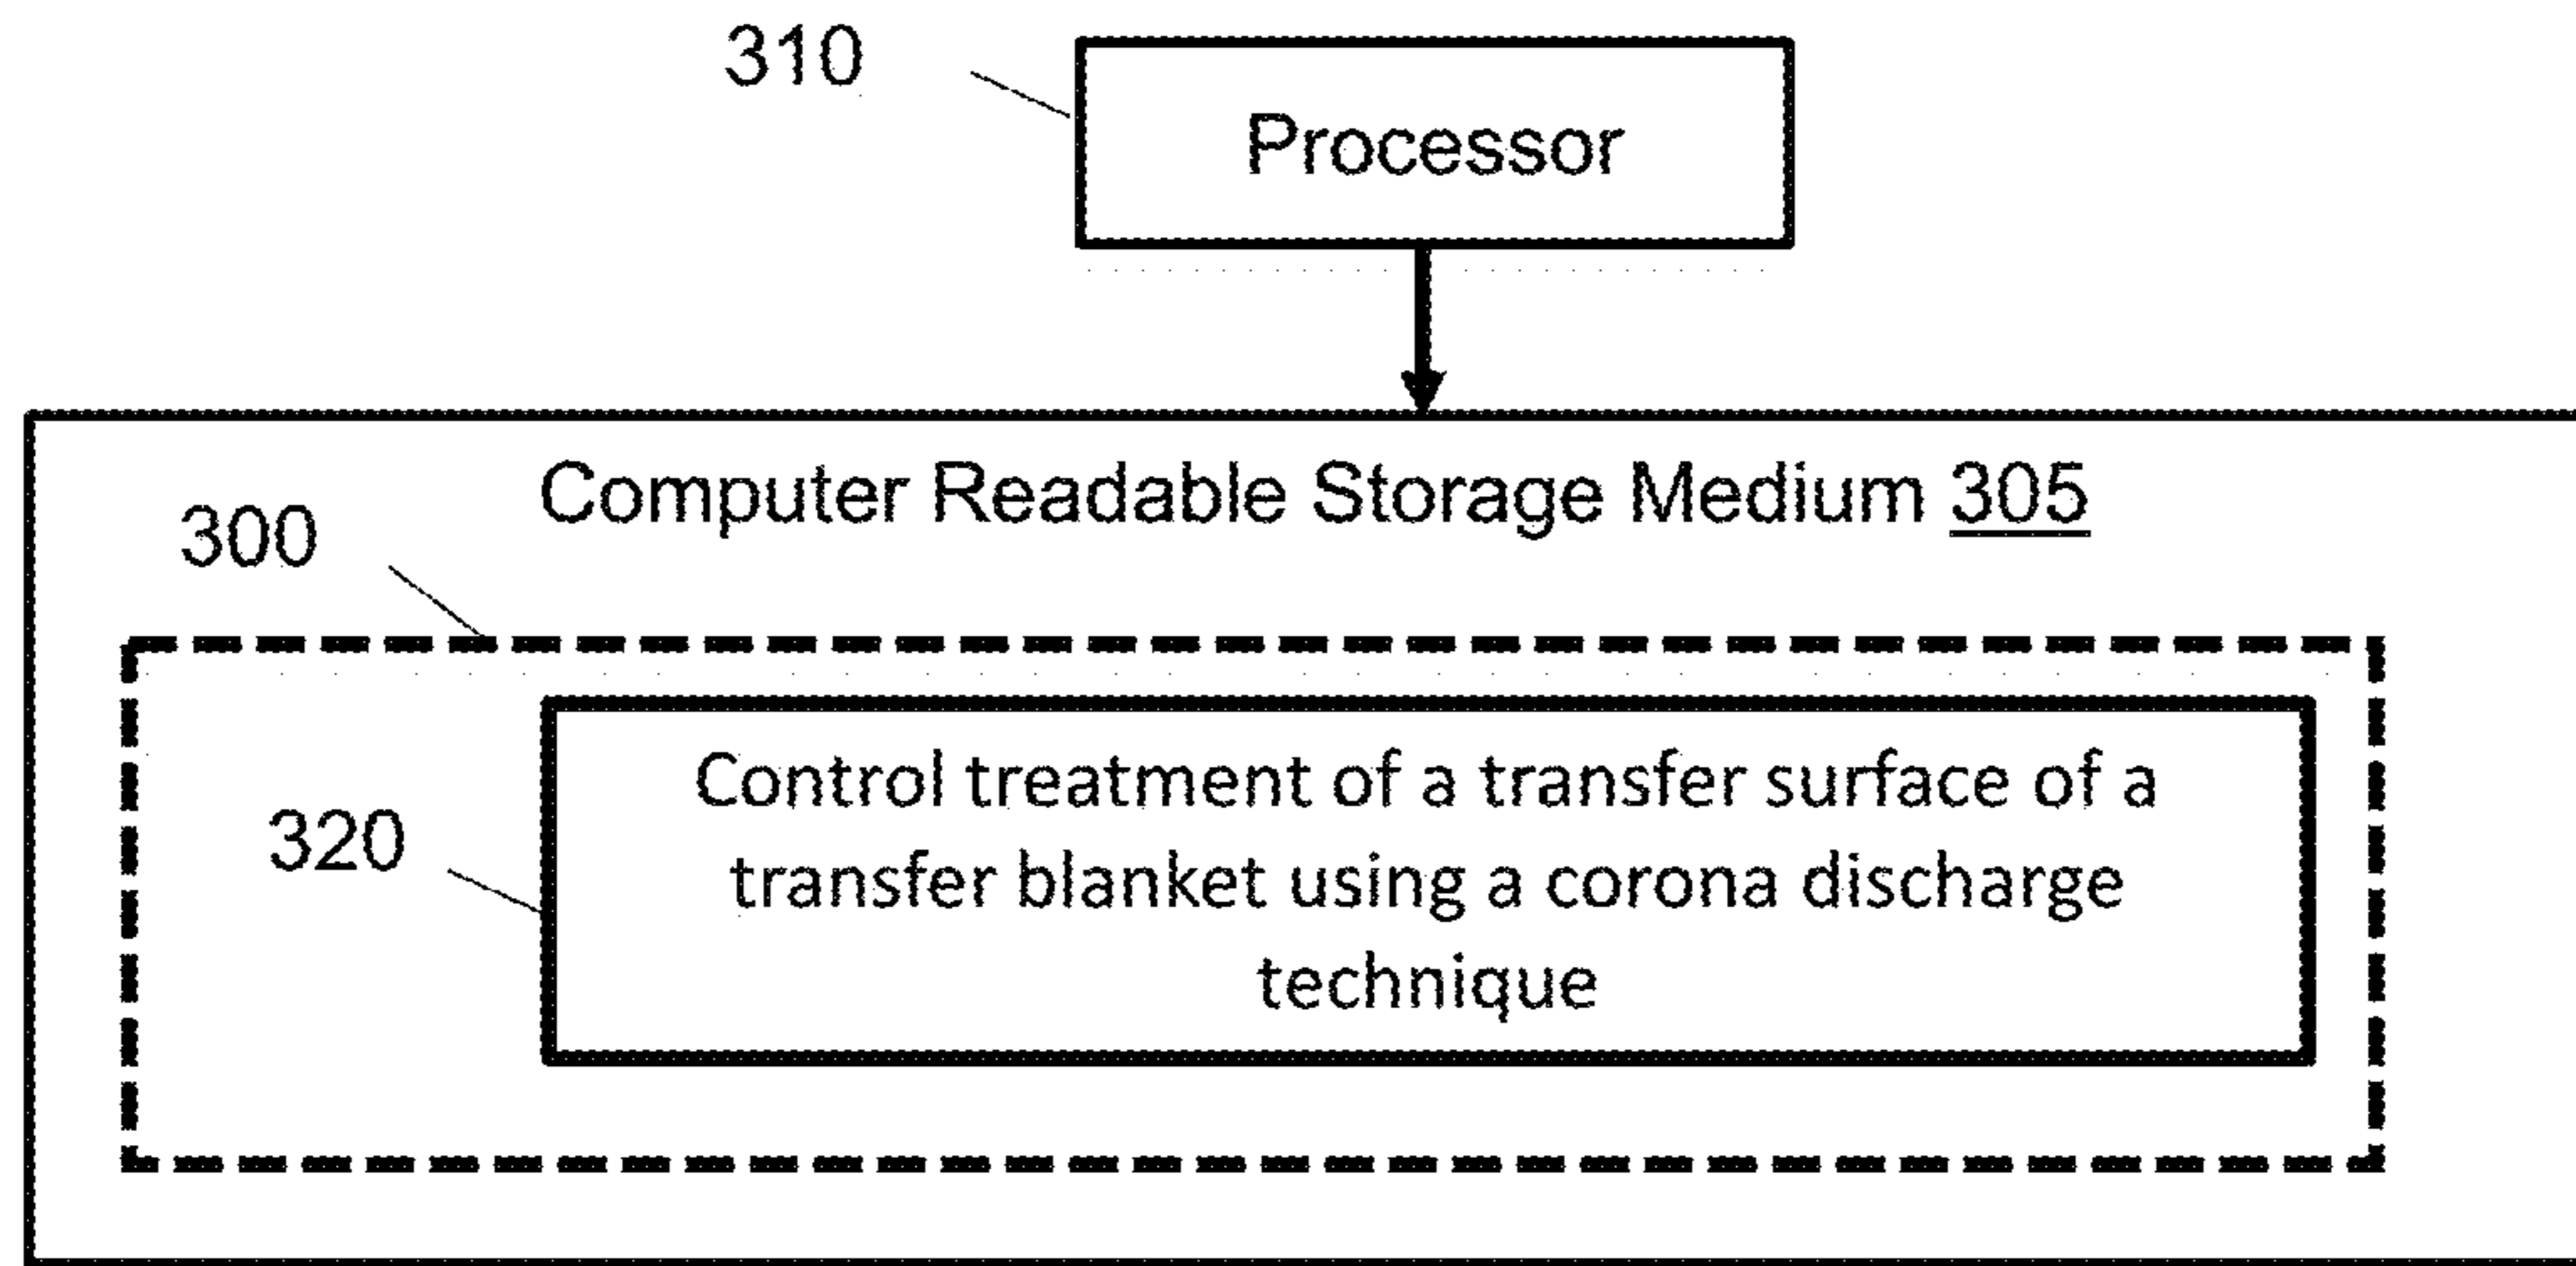 310
Processor
Computer Readable Storage Medium 305
300
320
Control treatment of a transfer surface of a
transfer blanket using a corona discharge
technique